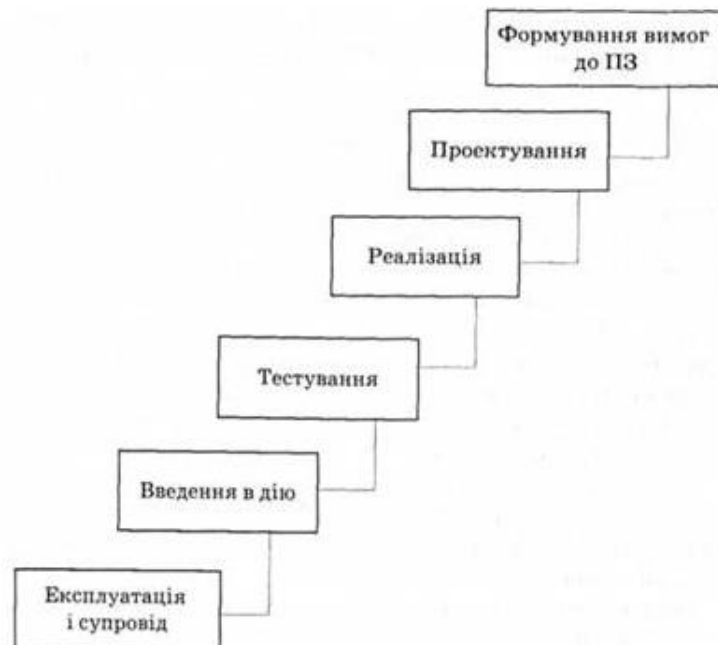 Формування вимог
до ПЗ
Проектування
Реалізація
Тестування
Введення в дію
Експлуатація
і супровід